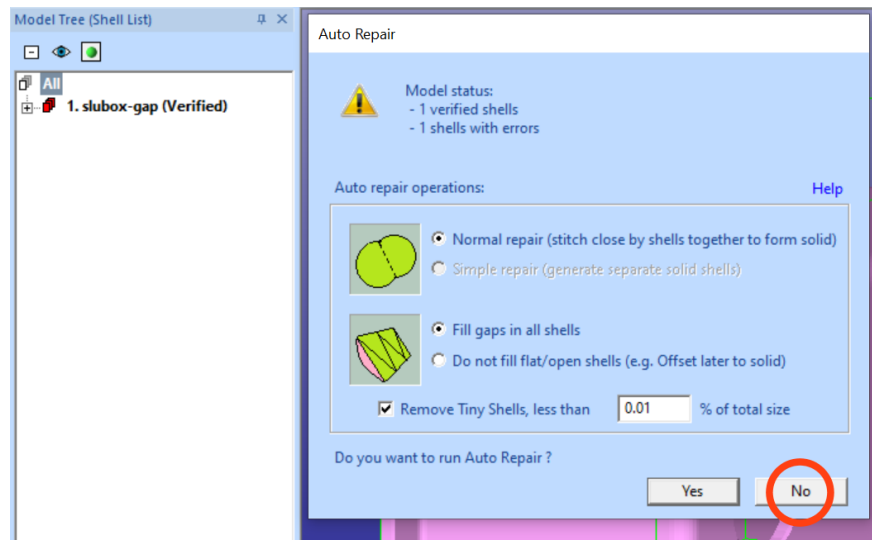 Model Tree (Shell List)
All
1. slubox-gap (Verified)
Auto Repair
Model status:
- 1 verified shells
- 1 shells with errors
Auto repair operations:
Help
Normal repair (stitch close by shells together to form solid)
Simple repair (generate separate solid shells)
Fill gaps in all shells
Do not fill flat/open shells (e.g. Offset later to solid)
Remove Tiny Shells, less than 0.01 % of total size
Do you want to run Auto Repair ?
Yes No